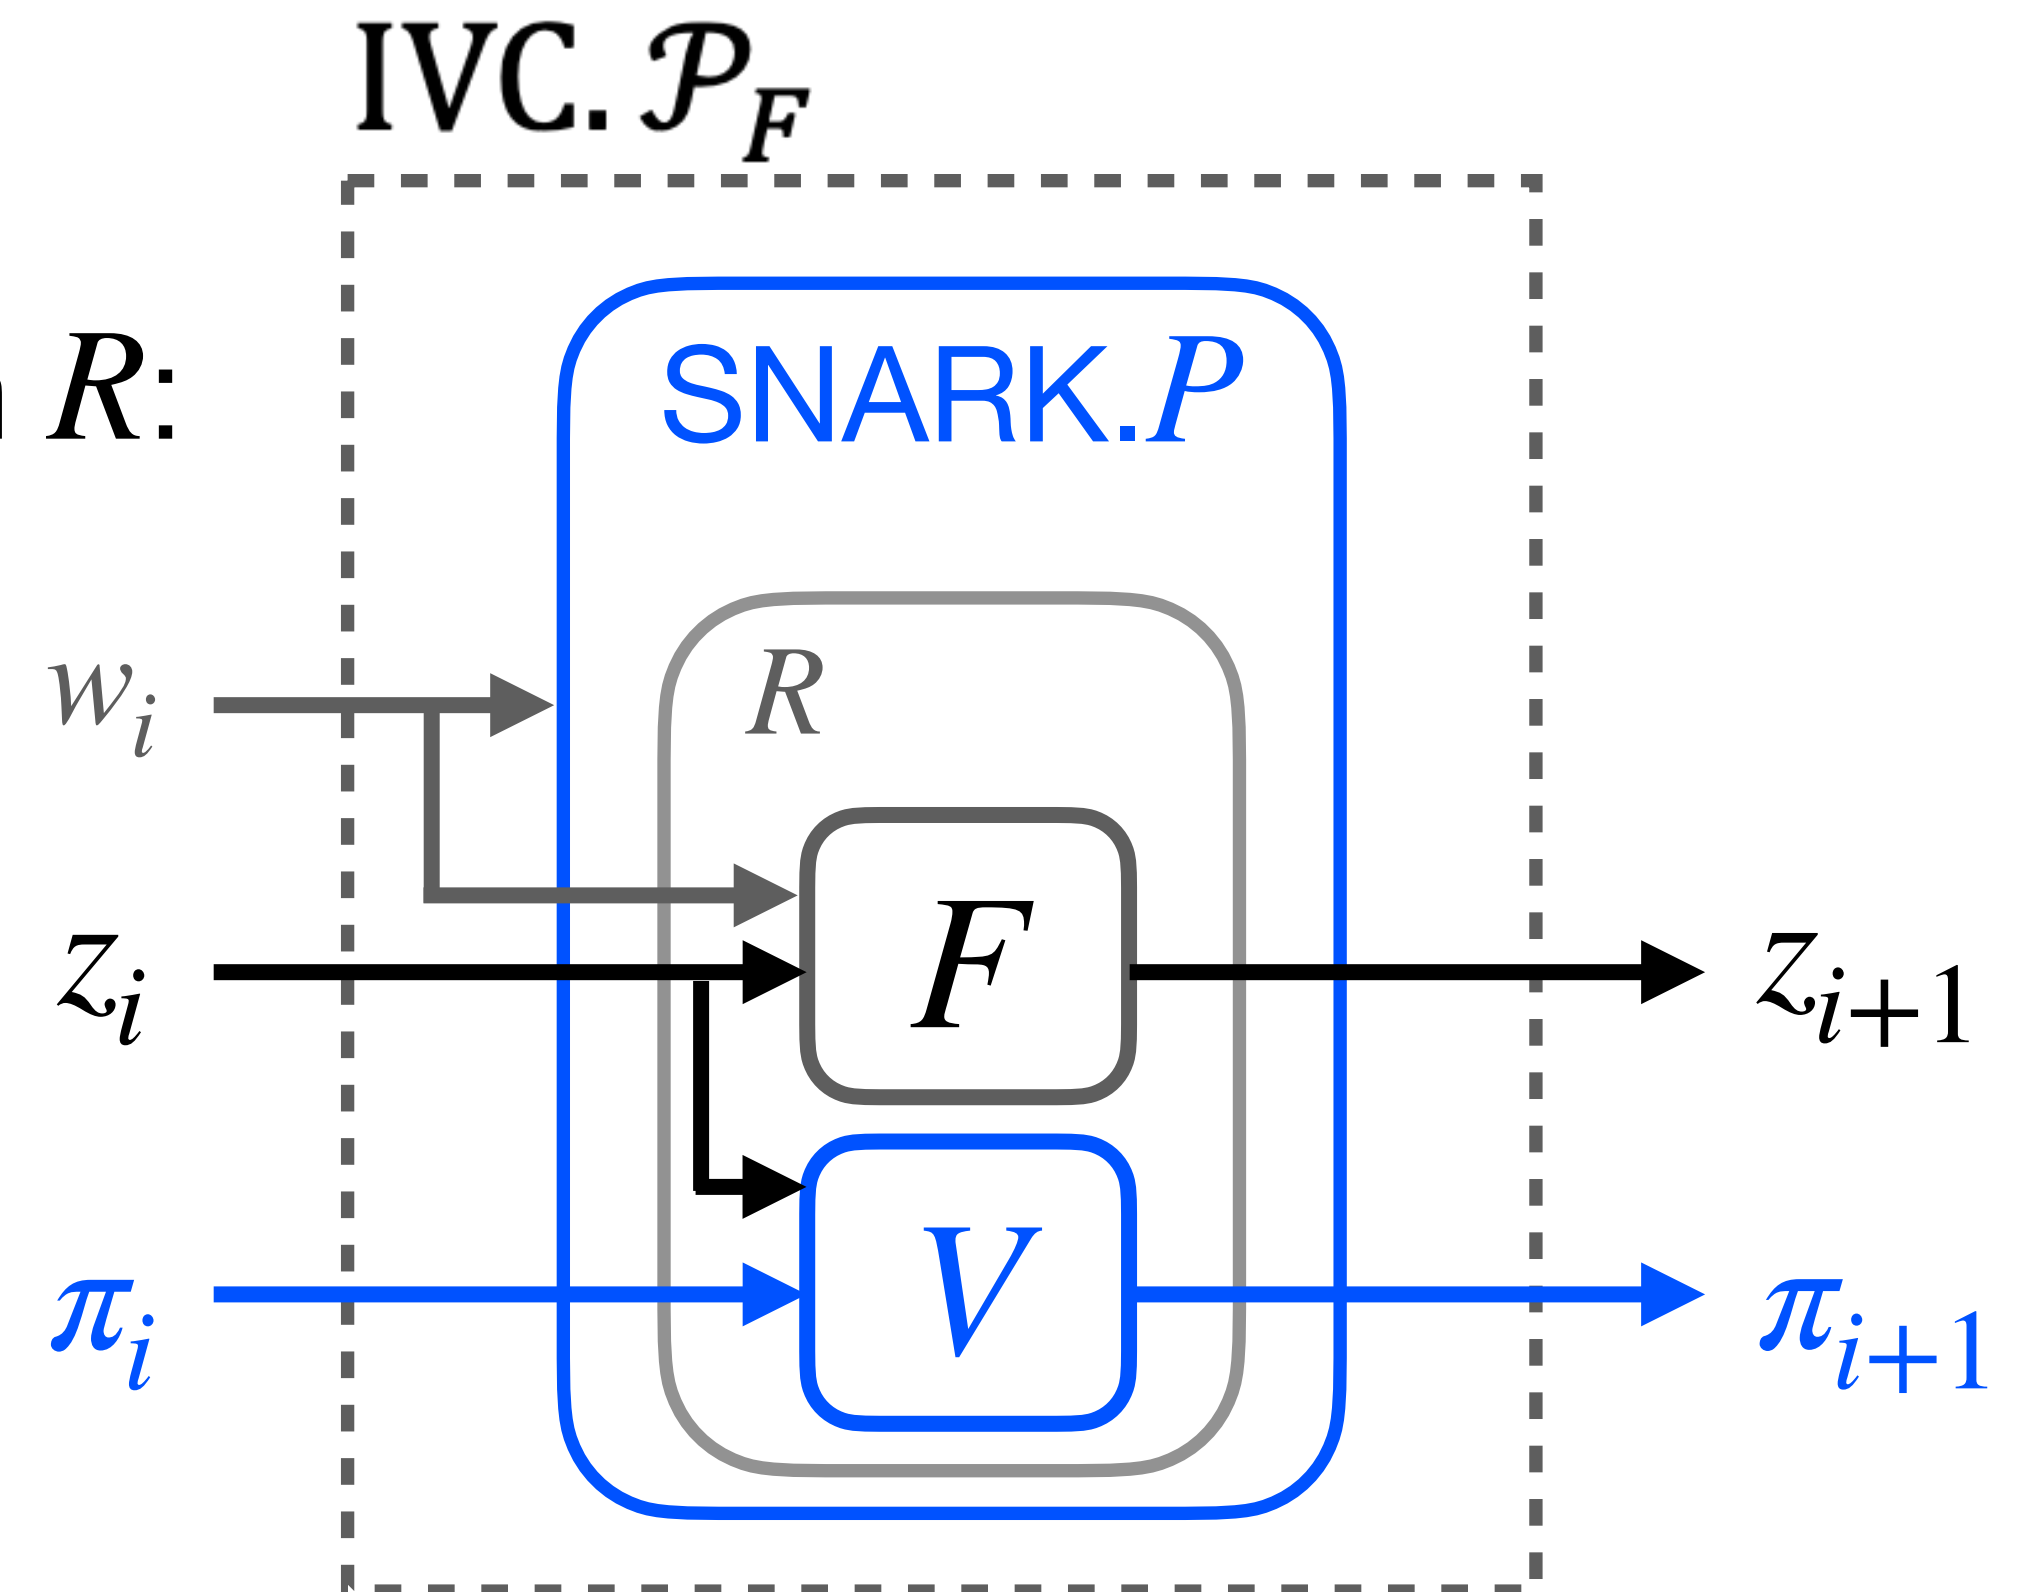 IVC.𝒫_F
R:
SNARK.P
R
w_i
F
z_i
z_{i+1}
V
π_i
π_{i+1}